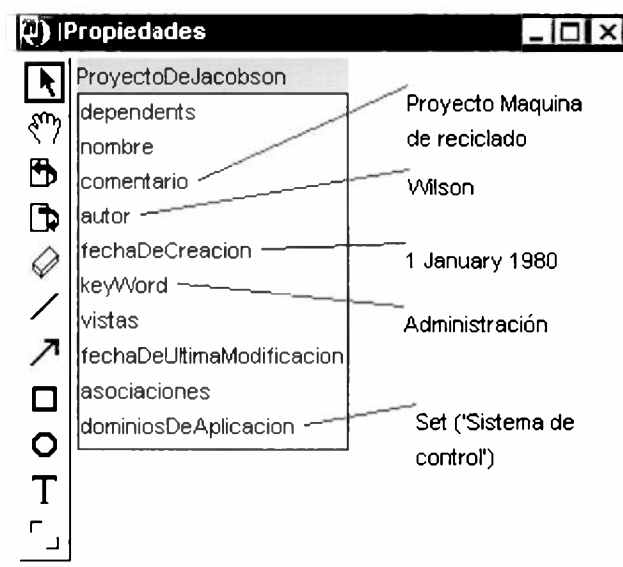 Propiedades
ProyectoDeJacobson
dependents
nombre
comentario
autor
fechaDeCreacion
keyWord
vistas
fechaDeUltimaModificacion
asociaciones
dominiosDeAplicacion
Proyecto Maquina
de reciclado
Wilson
1 January 1980
Administración
Set ('Sistema de
control')
T